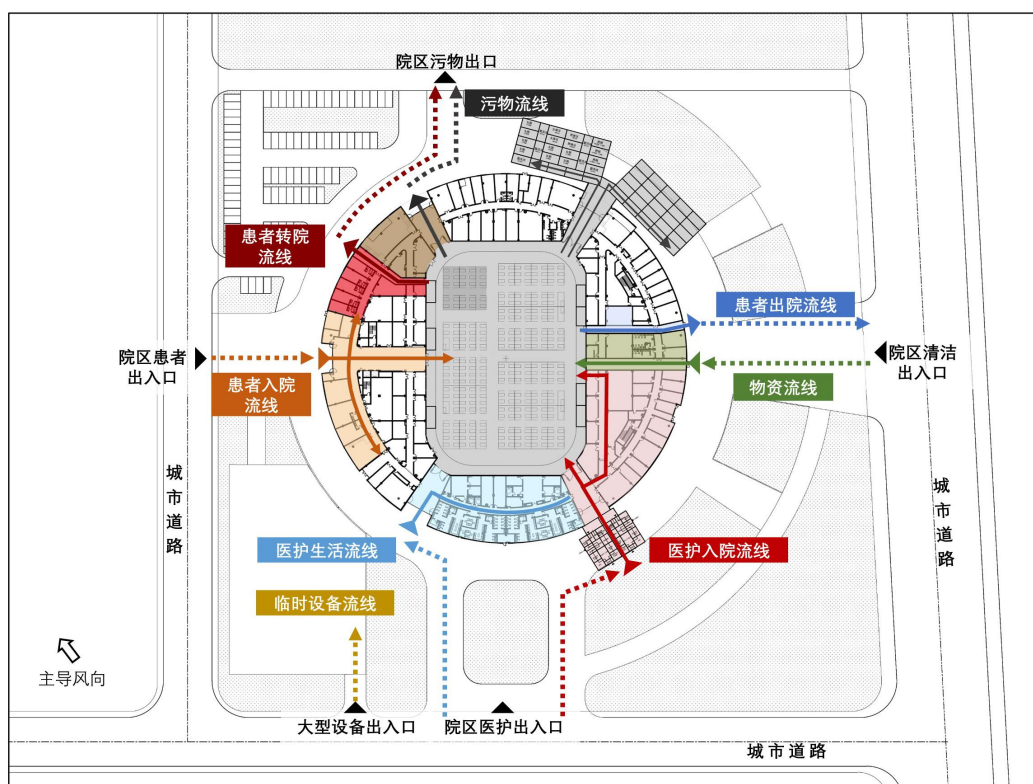 院区污物出口
污物流线
患者转院
流线
患者出院流线
院区患者
出入口
院区清洁
出入口
患者入院
流线
物资流线
城市道路
城市道路
医护生活流线
医护入院流线
临时设备流线
主导风向
大型设备出入口
院区医护出入口
城市道路